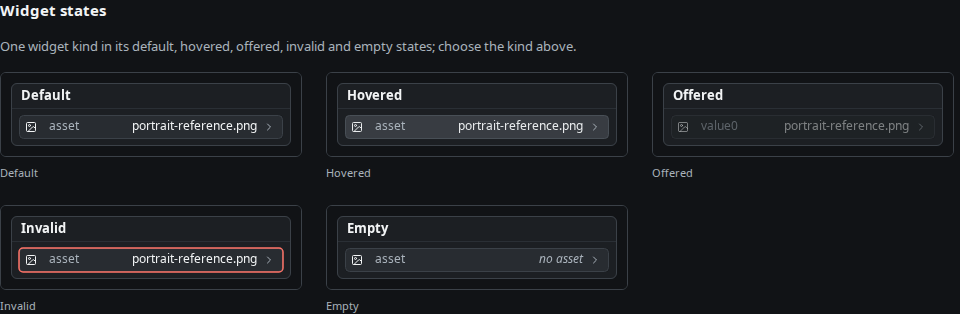 Widget states
One widget kind in its default, hovered, offered, invalid and empty states; choose the kind above.
Default
asset portrait-reference.png
Default
Hovered
asset portrait-reference.png
Hovered
Offered
value0 portrait-reference.png
Offered
Invalid
asset portrait-reference.png
Invalid
Empty
asset no asset
Empty